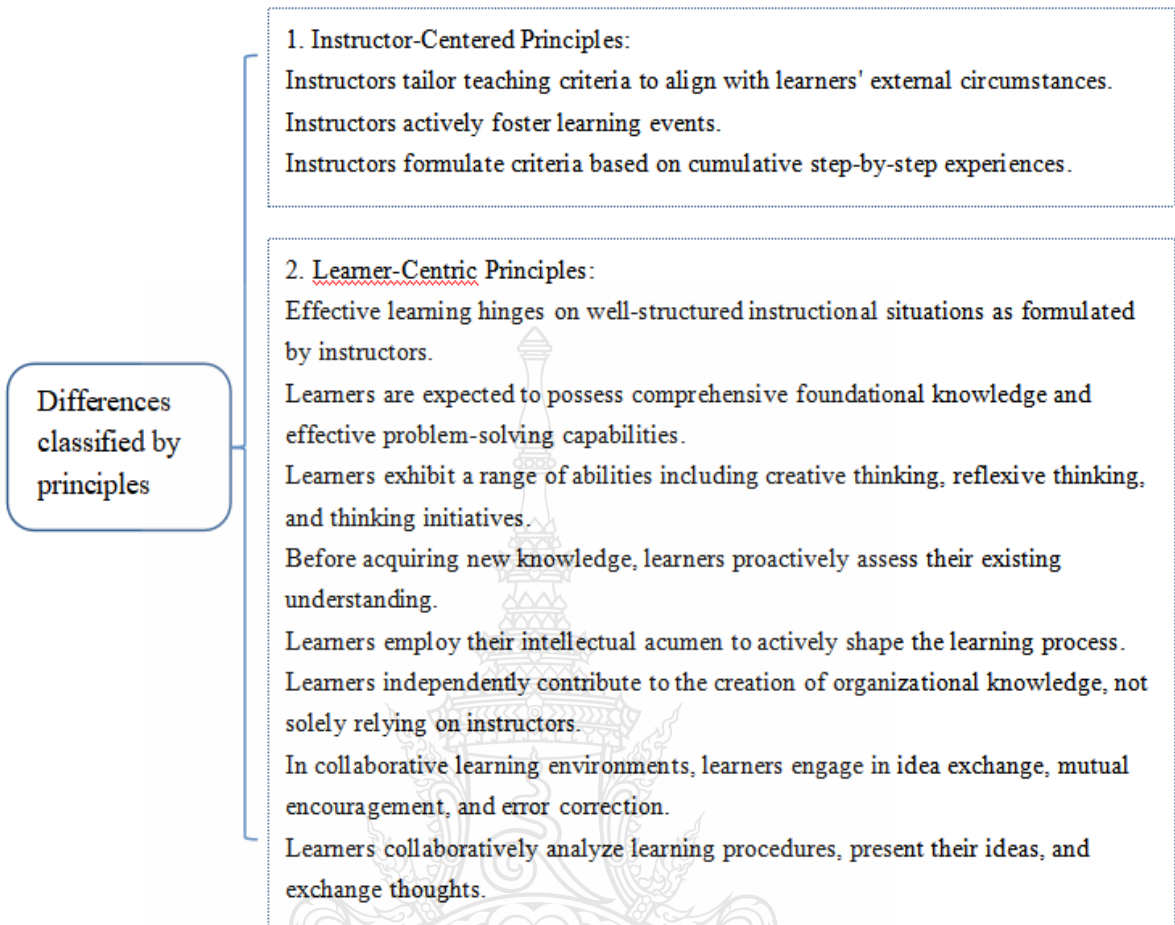 1. Instructor-Centered Principles:
Instructors tailor teaching criteria to align with learners' external circumstances.
Instructors actively foster learning events.
Instructors formulate criteria based on cumulative step-by-step experiences.
Differences
classified by
principles
2. Learner-Centric Principles:
Effective learning hinges on well-structured instructional situations as formulated
by instructors.
Learners are expected to possess comprehensive foundational knowledge and
effective problem-solving capabilities.
Learners exhibit a range of abilities including creative thinking, reflexive thinking,
and thinking initiatives.
Before acquiring new knowledge, learners proactively assess their existing
understanding.
Learners employ their intellectual acumen to actively shape the learning process.
Learners independently contribute to the creation of organizational knowledge, not
solely relying on instructors.
In collaborative learning environments, learners engage in idea exchange, mutual
encouragement, and error correction.
Learners collaboratively analyze learning procedures, present their ideas, and
exchange thoughts.